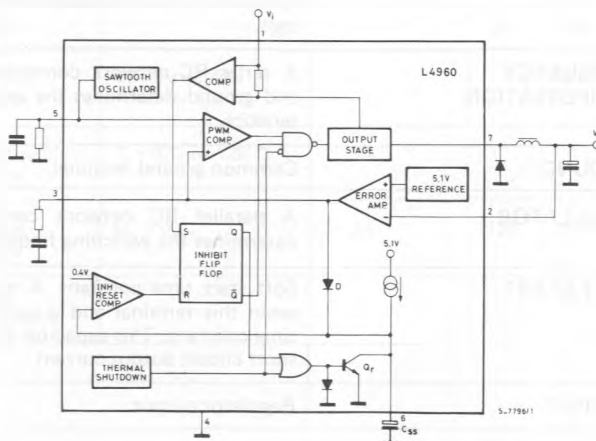 Vi
1
L4960
SAWTOOTH OSCILLATOR
COMP
5
PWM COMP
OUTPUT STAGE
7
3
ERROR AMP
5,1V REFERENCE
2
S
Q
INHIBIT FLIP FLOP
R
Q̅
5.1V
0.4V
INH RESET COMP
D
THERMAL SHUTDOWN
Qr
4
6
Css
S_7796/1